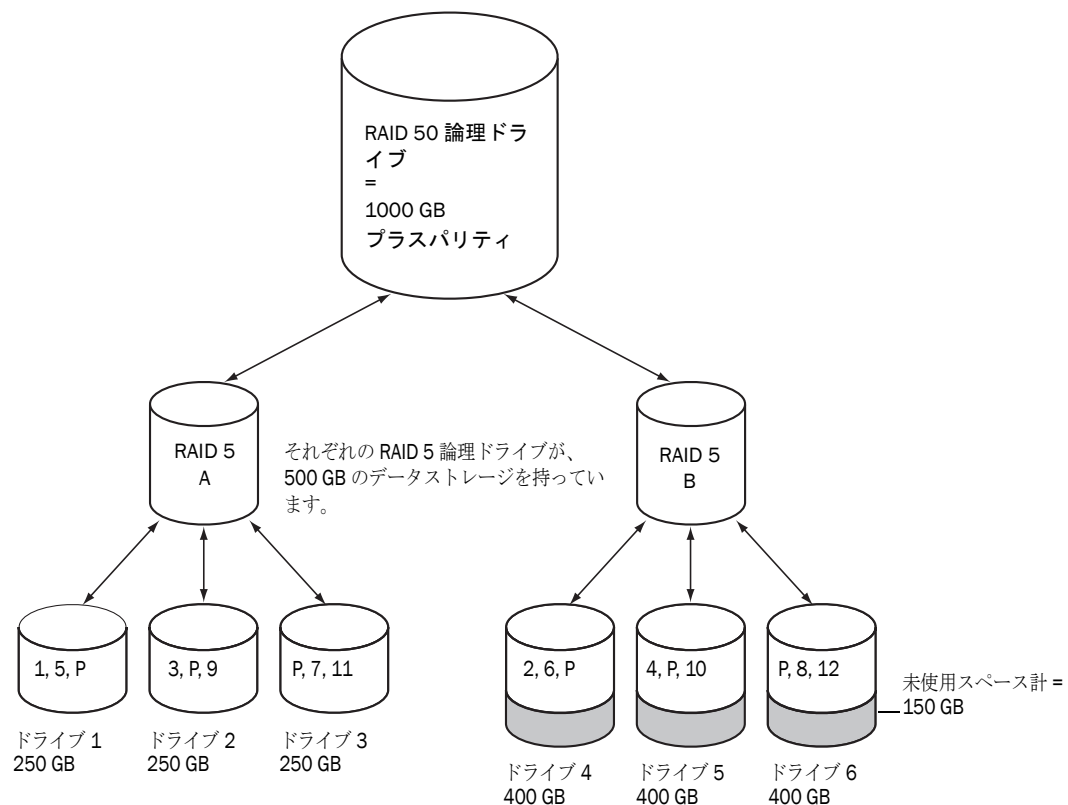 RAID 50 論理ドラ
イブ
=
1000 GB
プラスパリティ
RAID 5
A
それぞれの RAID 5 論理ドライブが、
500 GB のデータストレージを持ってい
ます。
RAID 5
B
1, 5, P
3, P, 9
P, 7, 11
2, 6, P
4, P, 10
P, 8, 12
未使用スペース計 =
150 GB
ドライブ 1
250 GB
ドライブ 2
250 GB
ドライブ 3
250 GB
ドライブ 4
400 GB
ドライブ 5
400 GB
ドライブ 6
400 GB